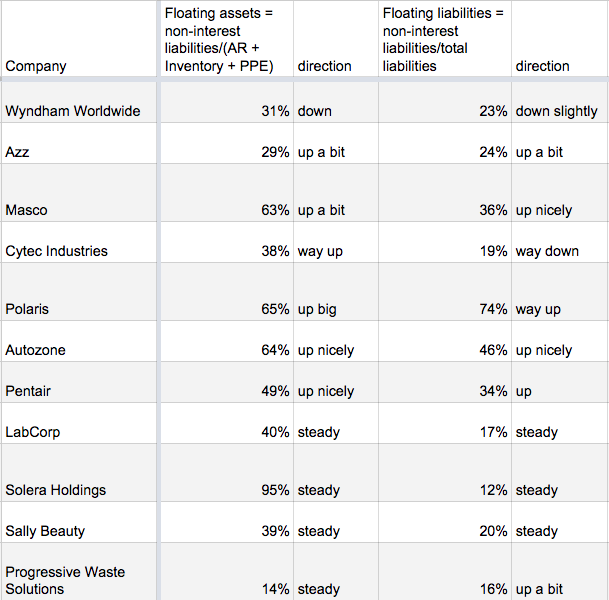 Company Floating assets = non-interest liabilities/(AR + Inventory + PPE) direction Floating liabilities = non-interest liabilities/total liabilities direction
Wyndham Worldwide 31% down 23% down slightly
Azz 29% up a bit 24% up a bit
Masco 63% up a bit 36% up nicely
Cytec Industries 38% way up 19% way down
Polaris 65% up big 74% way up
Autozone 64% up nicely 46% up nicely
Pentair 49% up nicely 34% up
LabCorp 40% steady 17% steady
Solera Holdings 95% steady 12% steady
Sally Beauty 39% steady 20% steady
Progressive Waste Solutions 14% steady 16% up a bit